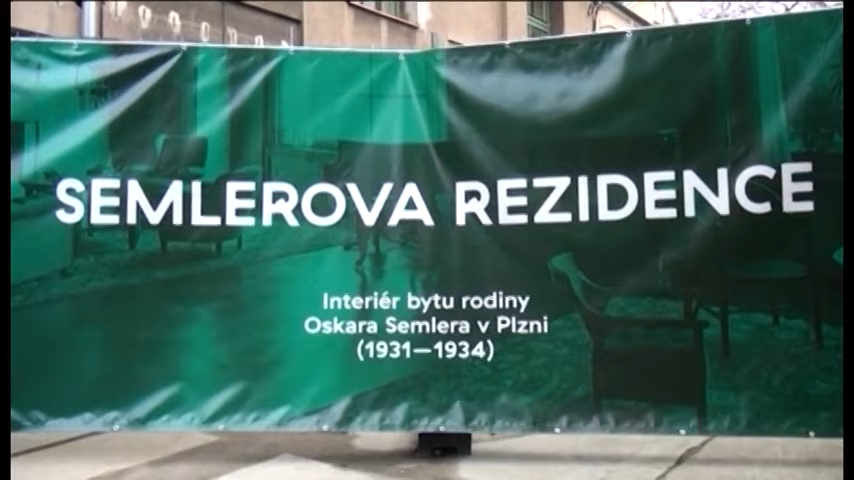 SEMLEROVA REZIDENCE
Interiér bytu rodiny
Oskara Semlera v Plzni
(1931—1934)